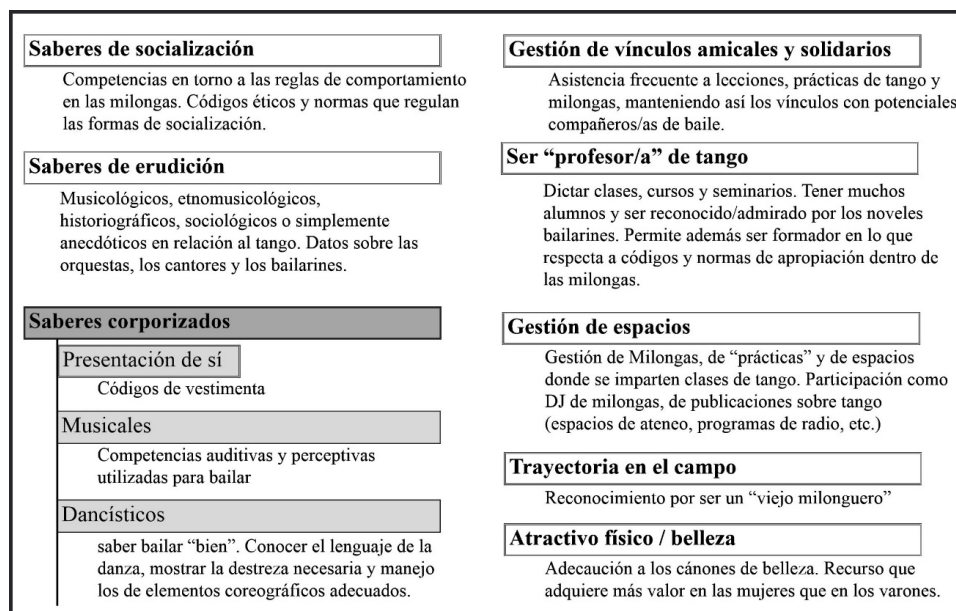 Saberes de socialización
Competencias en torno a las reglas de comportamiento
en las milongas. Códigos éticos y normas que regulan
las formas de socialización.
Saberes de erudición
Musicológicos, etnomusicológicos,
historiográficos, sociológicos o simplemente
anecdóticos en relación al tango. Datos sobre las
orquestas, los cantores y los bailarines.
Saberes corporizados
Presentación de sí
Códigos de vestimenta
Musicales
Competencias auditivas y perceptivas
utilizadas para bailar
Dancísticos
saber bailar “bien”. Conocer el lenguaje de la
danza, mostrar la destreza necesaria y manejo
los de elementos coreográficos adecuados.
Gestión de vínculos amicales y solidarios
Asistencia frecuente a lecciones, prácticas de tango y
milongas, manteniendo así los vínculos con potenciales
compañeros/as de baile.
Ser “profesor/a” de tango
Dictar clases, cursos y seminarios. Tener muchos
alumnos y ser reconocido/admirado por los noveles
bailarines. Permite además ser formador en lo que
respecta a códigos y normas de apropiación dentro de
las milongas.
Gestión de espacios
Gestión de Milongas, de “prácticas” y de espacios
donde se imparten clases de tango. Participación como
DJ de milongas, de publicaciones sobre tango
(espacios de ateneo, programas de radio, etc.)
Trayectoria en el campo
Reconocimiento por ser un “viejo milonguero”
Atractivo físico / belleza
Adecaución a los cánones de belleza. Recurso que
adquiere más valor en las mujeres que en los varones.